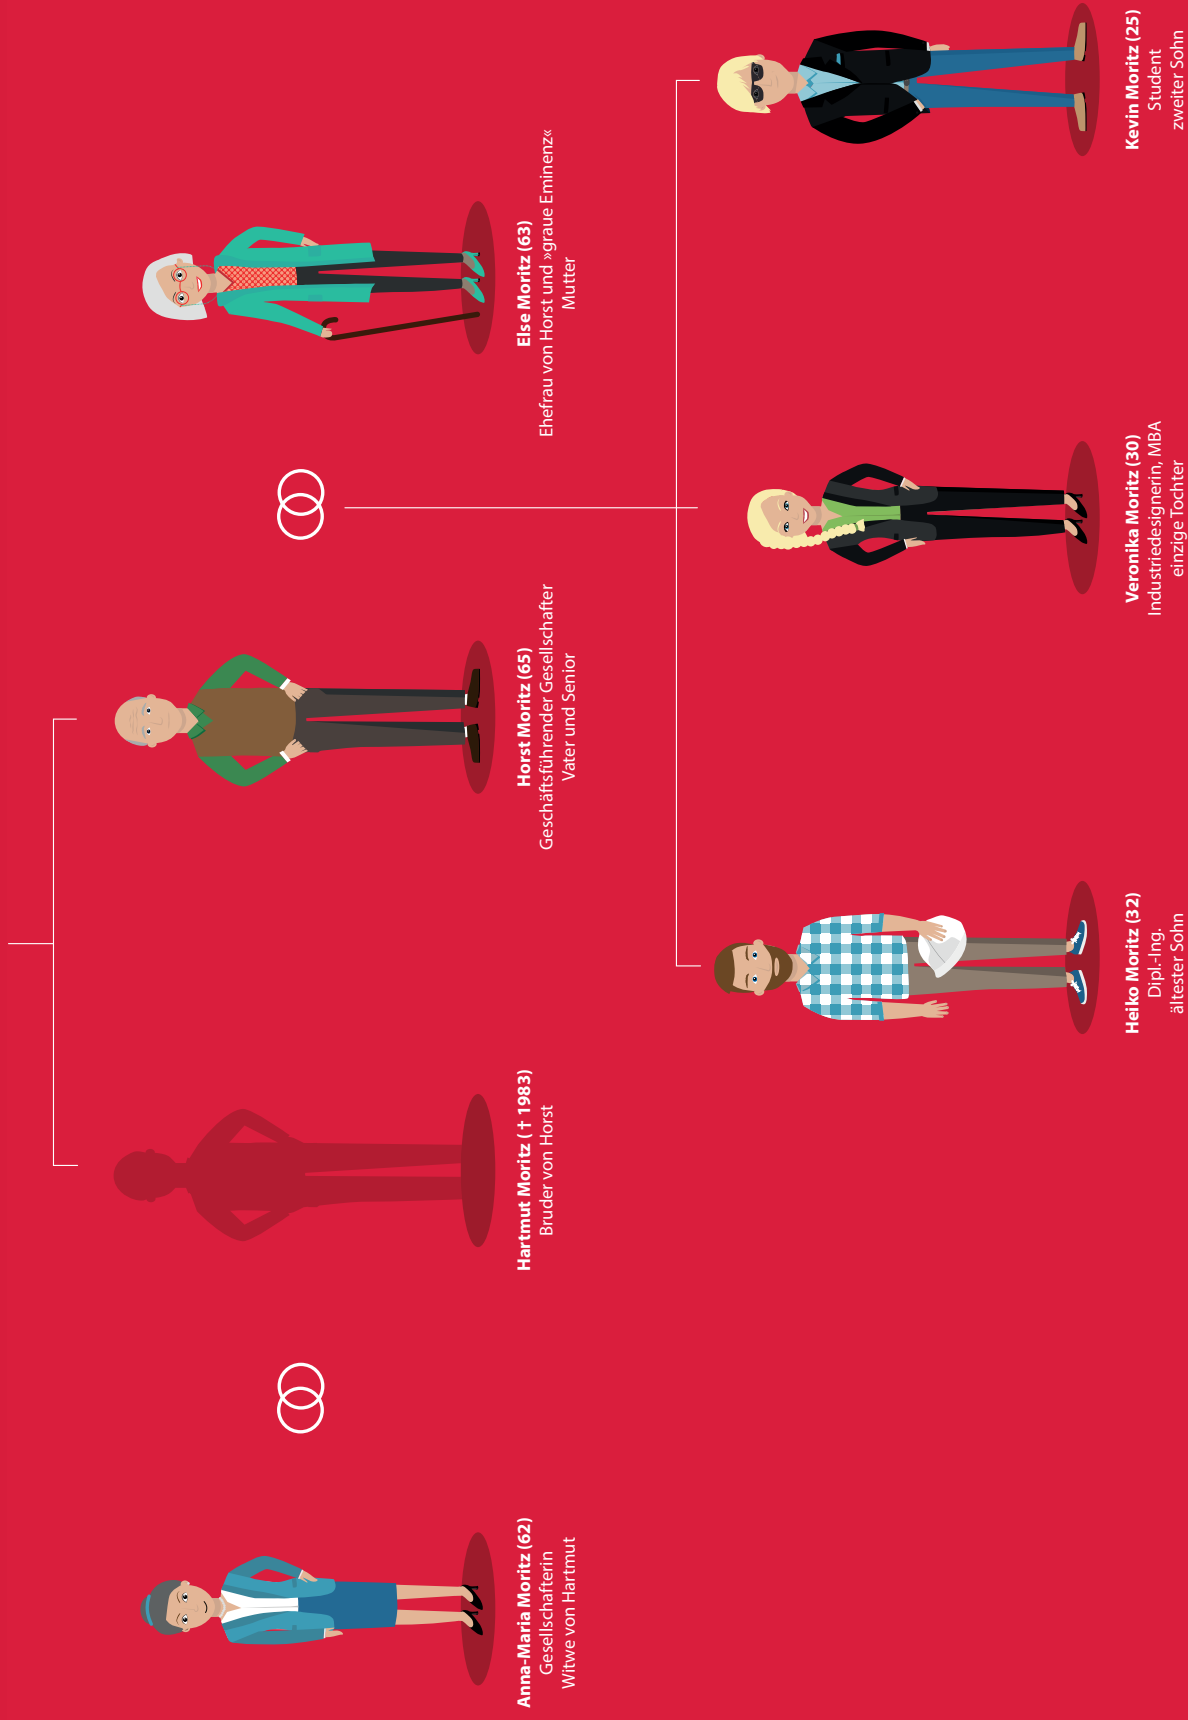 Anna-Maria Moritz (62)
Gesellschafterin
Witwe von Hartmut
Hartmut Moritz ( † 1983)
Bruder von Horst
Horst Moritz (65)
Geschäftsführender Gesellschafter
Vater und Senior
Else Moritz (63)
Ehefrau von Horst und »graue Eminenz«
Mutter
Heiko Moritz (32)
Dipl.-Ing.
ältester Sohn
Veronika Moritz (30)
Industriedesignerin, MBA
einzige Tochter
Kevin Moritz (25)
Student
zweiter Sohn